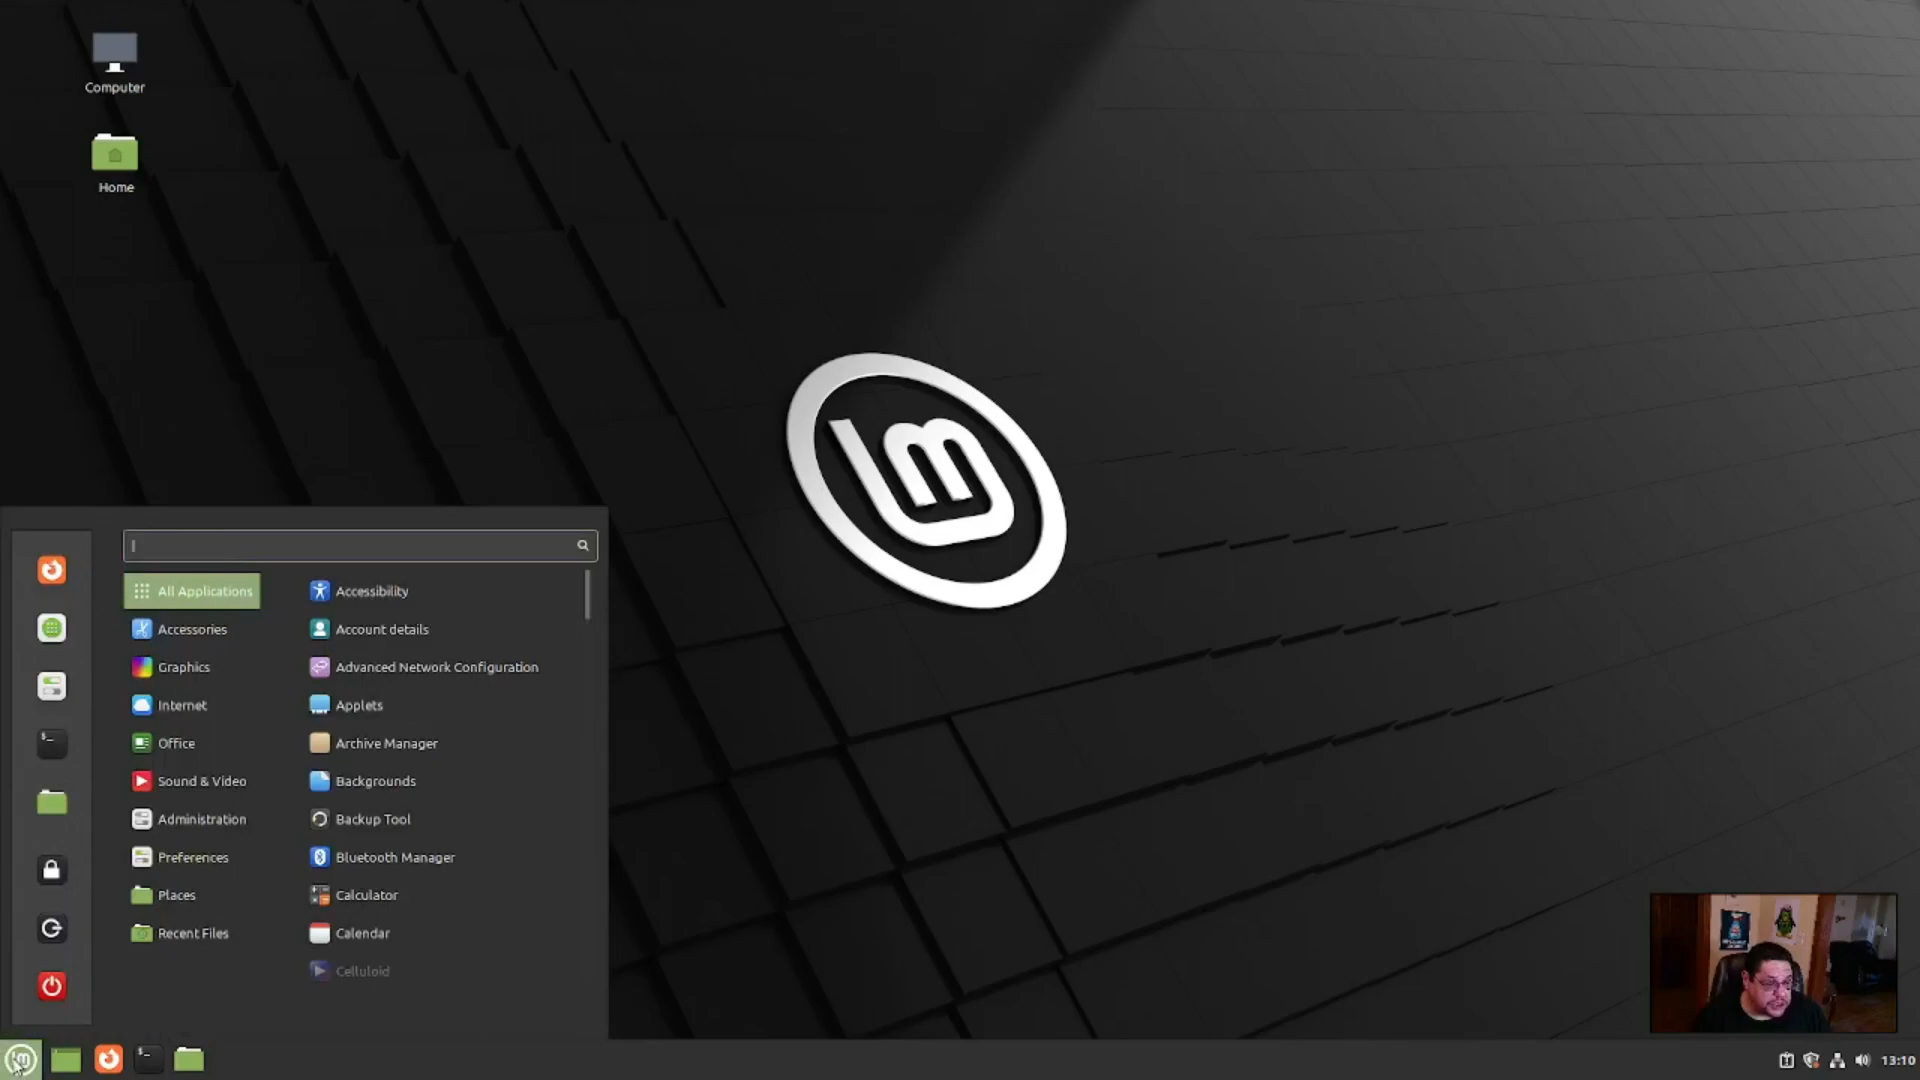 Computer
Home
All Applications
Accessories
Graphics
Internet
Office
Sound & Video
Administration
Preferences
Places
Recent Files
Accessibility
Account details
Advanced Network Configuration
Applets
Archive Manager
Backgrounds
Backup Tool
Bluetooth Manager
Calculator
Calendar
Celluloid
13:10